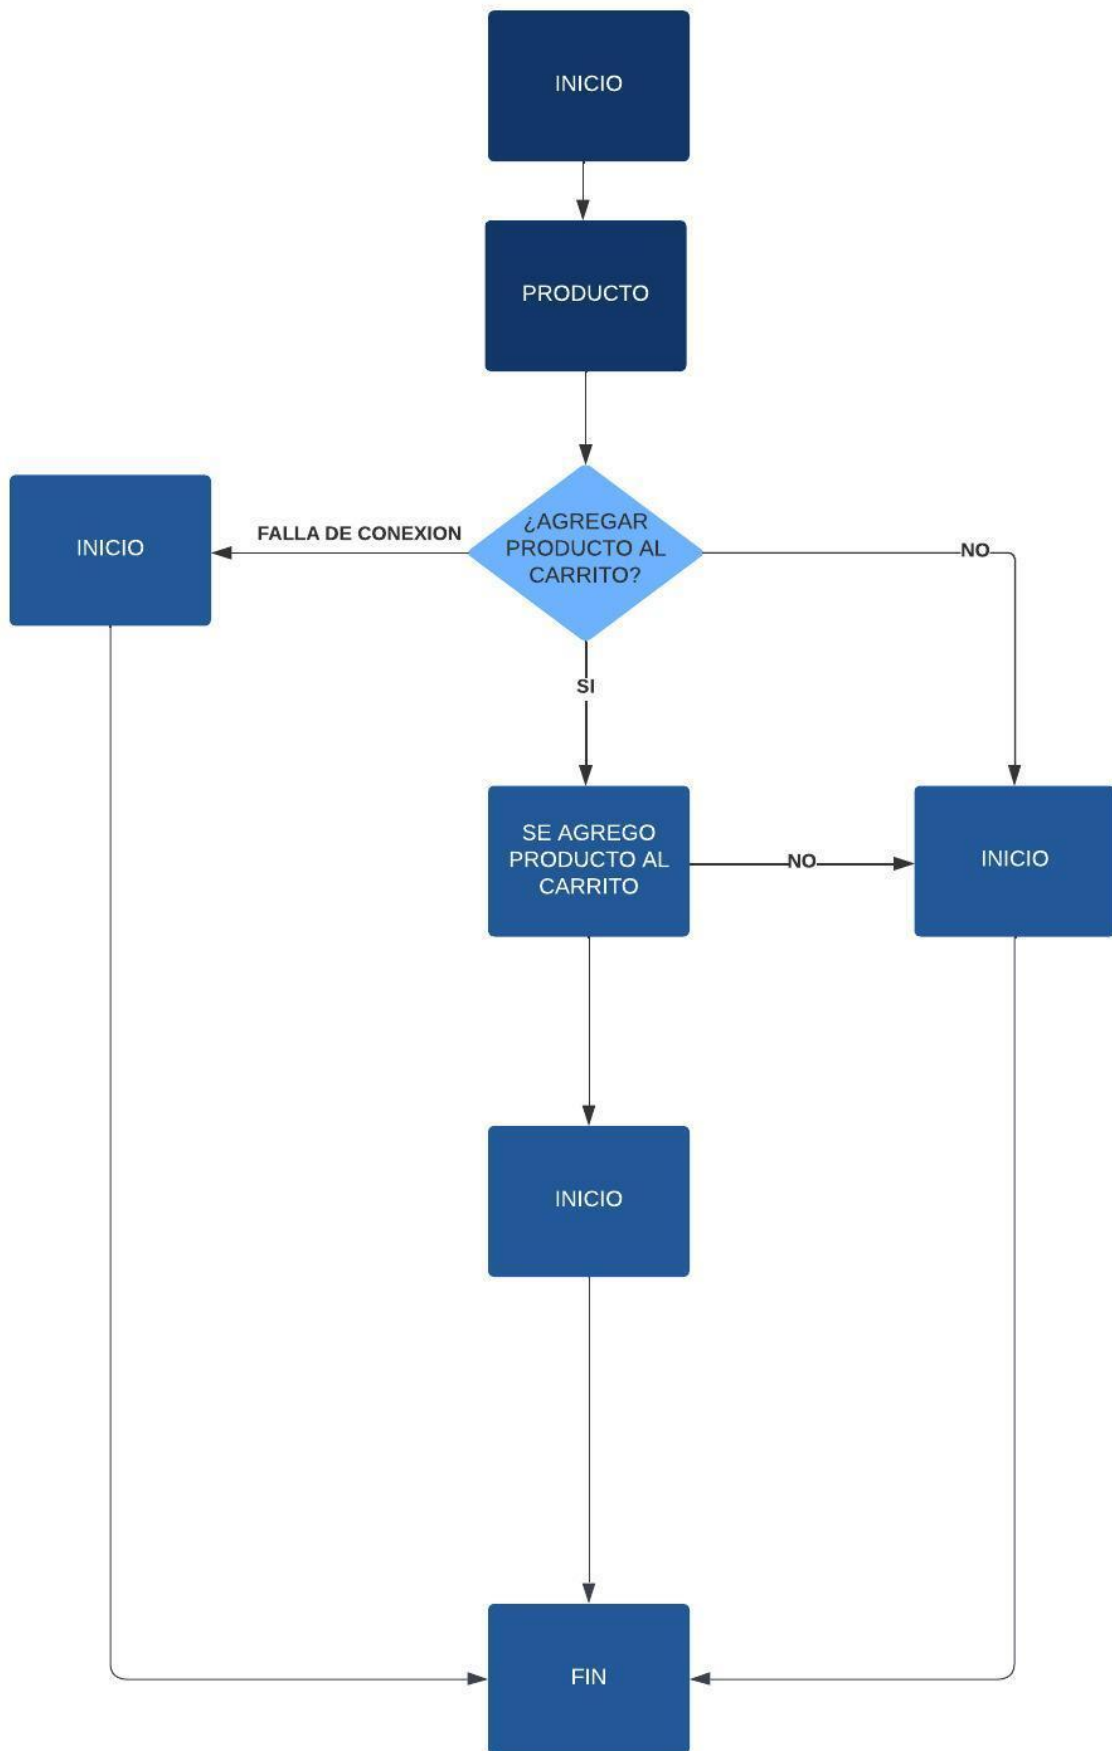 INICIO
PRODUCTO
¿AGREGAR
PRODUCTO AL
CARRITO?
FALLA DE CONEXION
INICIO
NO
SI
SE AGREGO
PRODUCTO AL
CARRITO
NO
INICIO
INICIO
FIN